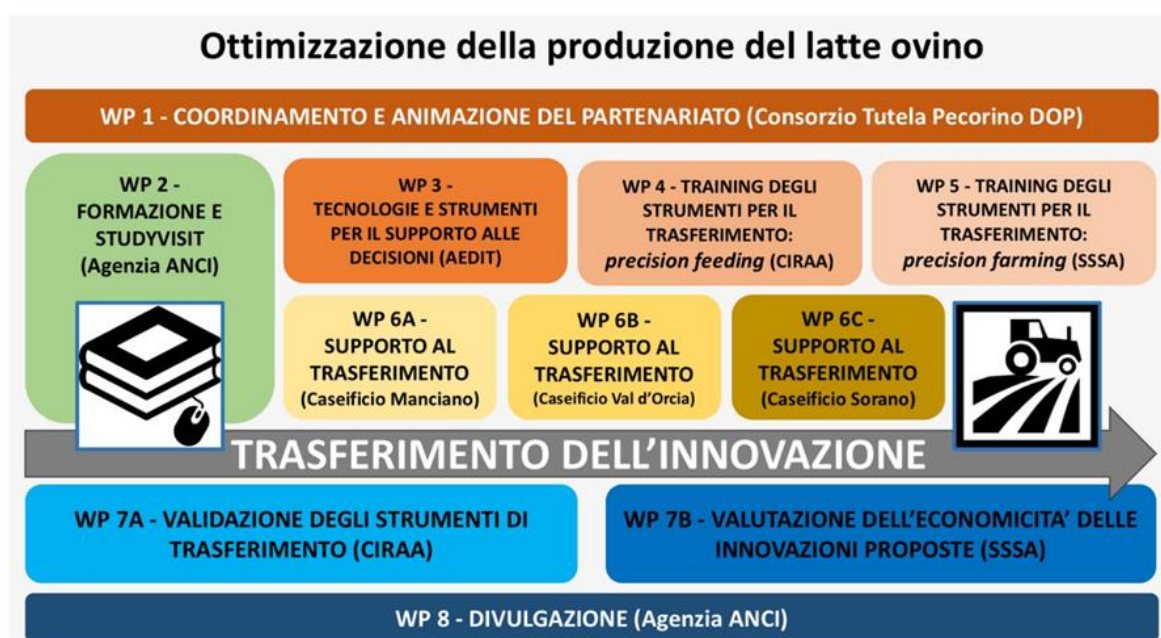 Ottimizzazione della produzione del latte ovino
WP 1 - COORDINAMENTO E ANIMAZIONE DEL PARTENARIATO (Consorzio Tutela Pecorino DOP)
WP 2 -
FORMAZIONE E
STUDYVISIT
(Agenzia ANCI)
WP 3 -
TECNOLOGIE E STRUMENTI
PER IL SUPPORTO ALLE
DECISIONI (AEDIT)
WP 4 - TRAINING DEGLI
STRUMENTI PER IL
TRASFERIMENTO:
precision feeding (CIRAA)
WP 5 - TRAINING DEGLI
STRUMENTI PER IL
TRASFERIMENTO:
precision farming (SSSA)
WP 6A -
SUPPORTO AL
TRASFERIMENTO
(Caseificio Manciano)
WP 6B -
SUPPORTO AL
TRASFERIMENTO
(Caseificio Val d'Orcia)
WP 6C -
SUPPORTO AL
TRASFERIMENTO
(Caseificio Sorano)
TRASFERIMENTO DELL'INNOVAZIONE
WP 7A - VALIDAZIONE DEGLI STRUMENTI DI
TRASFERIMENTO (CIRAA)
WP 7B - VALUTAZIONE DELL'ECONOMICITA' DELLE
INNOVAZIONI PROPOSTE (SSSA)
WP 8 - DIVULGAZIONE (Agenzia ANCI)